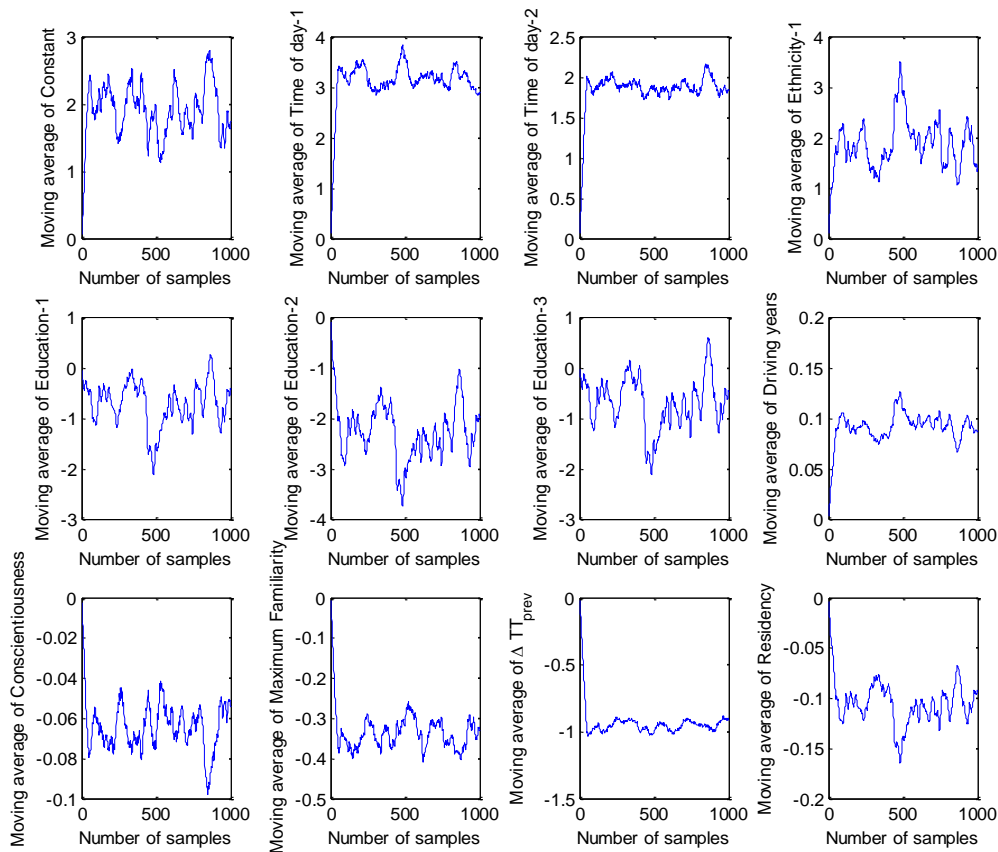 Moving average of Constant
3
2
1
0
0 500 1000
Number of samples
Moving average of Time of day-1
4
3
2
1
0
0 500 1000
Number of samples
Moving average of Time of day-2
2.5
2
1.5
1
0.5
0
0 500 1000
Number of samples
Moving average of Ethnicity-1
4
3
2
1
0
0 500 1000
Number of samples
Moving average of Education-1
1
0
-1
-2
-3
0 500 1000
Number of samples
Moving average of Education-2
0
-1
-2
-3
-4
0 500 1000
Number of samples
Moving average of Education-3
1
0
-1
-2
-3
0 500 1000
Number of samples
Moving average of Driving years
0.2
0.15
0.1
0.05
0
0 500 1000
Number of samples
Moving average of Conscientiousness
0
-0.02
-0.04
-0.06
-0.08
-0.1
0 500 1000
Number of samples
Moving average of Maximum Familiarity
0
-0.1
-0.2
-0.3
-0.4
-0.5
0 500 1000
Number of samples
Moving average of Δ TTprev
0
-0.5
-1
-1.5
0 500 1000
Number of samples
Moving average of Residency
0
-0.05
-0.1
-0.15
-0.2
0 500 1000
Number of samples